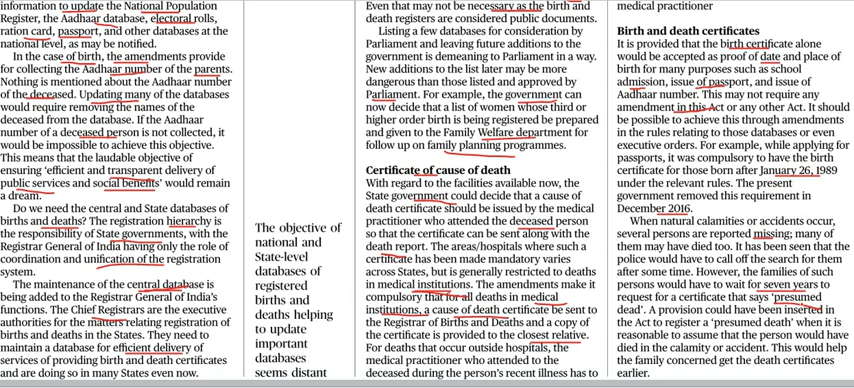 information to update the National Population
Register, the Aadhaar database, electoral rolls,
ration card, passport, and other databases at the
national level, as may be notified.
In the case of birth, the amendments provide
for collecting the Aadhaar number of the parents.
Nothing is mentioned about the Aadhaar number
of the deceased. Updating many of the databases
would require removing the names of the
deceased from the database. If the Aadhaar
number of a deceased person is not collected, it
would be impossible to achieve this objective.
This means that the laudable objective of
ensuring ‘efficient and transparent delivery of
public services and social benefits’ would remain
a dream.
Do we need the central and State databases of
births and deaths? The registration hierarchy is
the responsibility of State governments, with the
Registrar General of India having only the role of
coordination and unification of the registration
system.
The maintenance of the central database is
being added to the Registrar General of India’s
functions. The Chief Registrars are the executive
authorities for the matters relating registration of
births and deaths in the States. They need to
maintain a database for efficient delivery of
services of providing birth and death certificates
and are doing so in many States even now.
The objective of
national and
State-level
databases of
registered
births and
deaths helping
to update
important
databases
seems distant
Even that may not be necessary as the birth and
death registers are considered public documents.
Listing a few databases for consideration by
Parliament and leaving future additions to the
government is demeaning to Parliament in a way.
New additions to the list later may be more
dangerous than those listed and approved by
Parliament. For example, the government can
now decide that a list of women whose third or
higher order birth is being registered be prepared
and given to the Family Welfare department for
follow up on family planning programmes.
Certificate of cause of death
With regard to the facilities available now, the
State government could decide that a cause of
death certificate should be issued by the medical
practitioner who attended the deceased person
so that the certificate can be sent along with the
death report. The areas/hospitals where such a
certificate has been made mandatory varies
across States, but is generally restricted to deaths
in medical institutions. The amendments make it
compulsory that for all deaths in medical
institutions, a cause of death certificate be sent to
the Registrar of Births and Deaths and a copy of
the certificate is provided to the closest relative.
For deaths that occur outside hospitals, the
medical practitioner who attended to the
deceased during the person’s recent illness has to
medical practitioner
Birth and death certificates
It is provided that the birth certificate alone
would be accepted as proof of date and place of
birth for many purposes such as school
admission, issue of passport, and issue of
Aadhaar number. This may not require any
amendment in this Act or any other Act. It should
be possible to achieve this through amendments
in the rules relating to those databases or even
executive orders. For example, while applying for
passports, it was compulsory to have the birth
certificate for those born after January 26, 1989
under the relevant rules. The present
government removed this requirement in
December 2016.
When natural calamities or accidents occur,
several persons are reported missing; many of
them may have died too. It has been seen that the
police would have to call off the search for them
after some time. However, the families of such
persons would have to wait for seven years to
request for a certificate that says ‘presumed
dead’. A provision could have been inserted in
the Act to register a ‘presumed death’ when it is
reasonable to assume that the person would have
died in the calamity or accident. This would help
the family concerned get the death certificates
earlier.